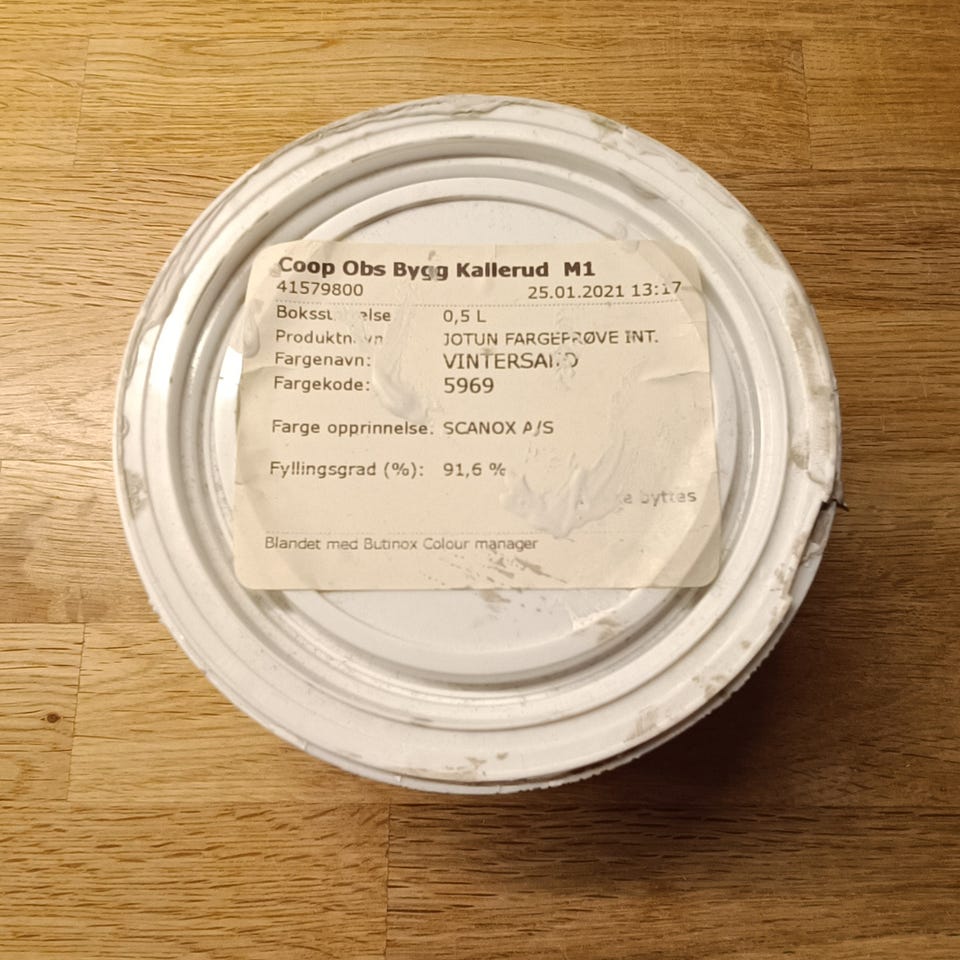 Coop Obs Bygg Kallerud M1
41579800 25.01.2021 13:17
0,5 L
JOTUN FARGEPRØVE INT.
Fargenavn: VINTERSAND
Fargekode: 5969
Farge opprinnelse: SCANOX A/S
Fyllingsgrad (%): 91,6 %
byttes
Blandet med Butinox Colour manager